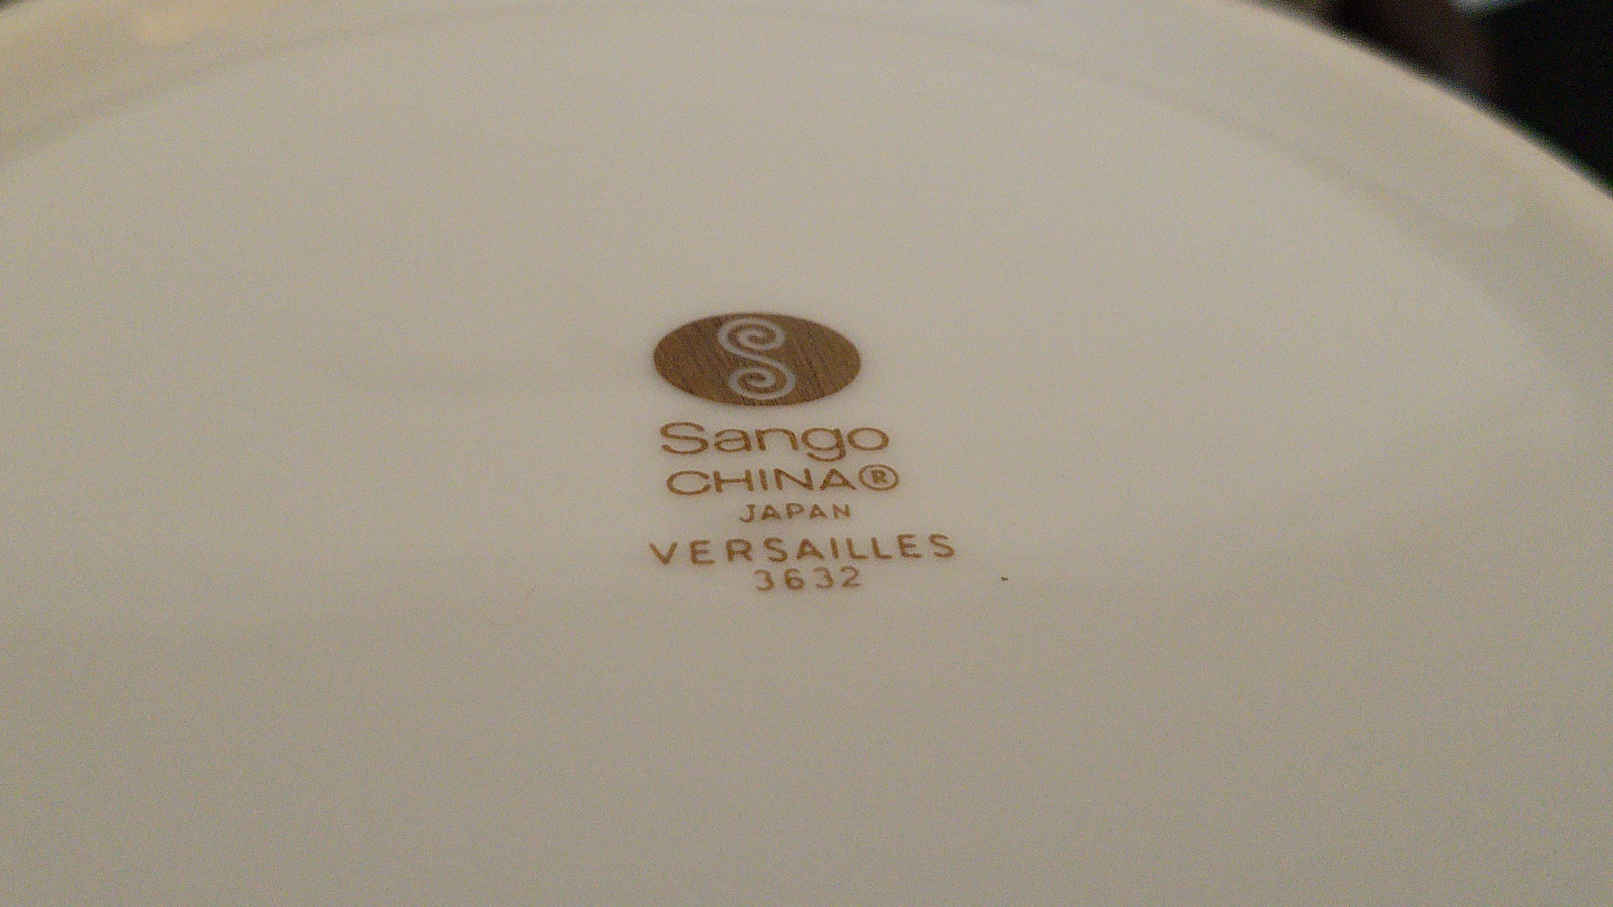 S
Sango
CHINA®
JAPAN
VERSAILLES
3632